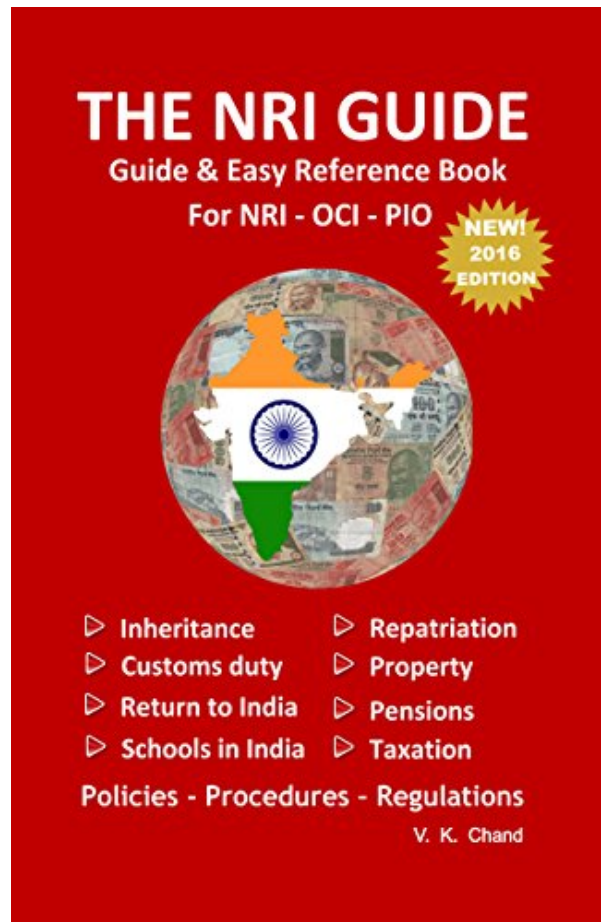 THE NRI GUIDE
Guide & Easy Reference Book
For NRI - OCI - PIO
NEW!
2016
EDITION
100
Inheritance
Customs duty
Return to India
Schools in India
Repatriation
Property
Pensions
Taxation
Policies - Procedures - Regulations
V. K. Chand